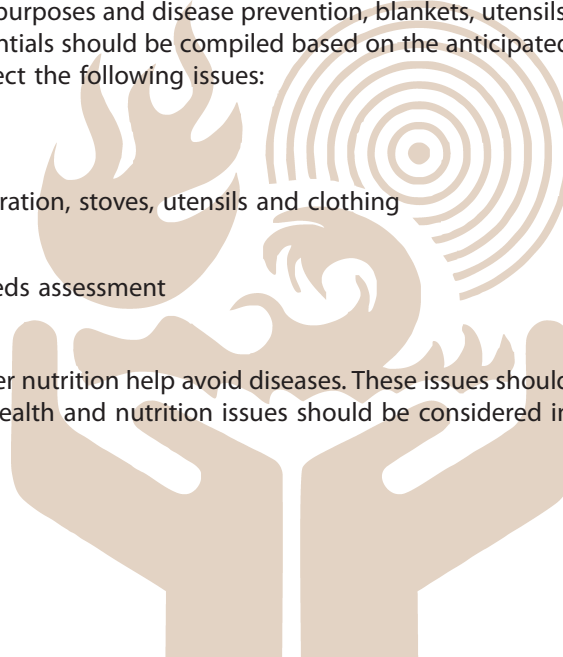 purposes and disease prevention, blankets, utensils
ntials should be compiled based on the anticipated
ect the following issues:
ration, stoves, utensils and clothing
eds assessment
er nutrition help avoid diseases. These issues should
ealth and nutrition issues should be considered in